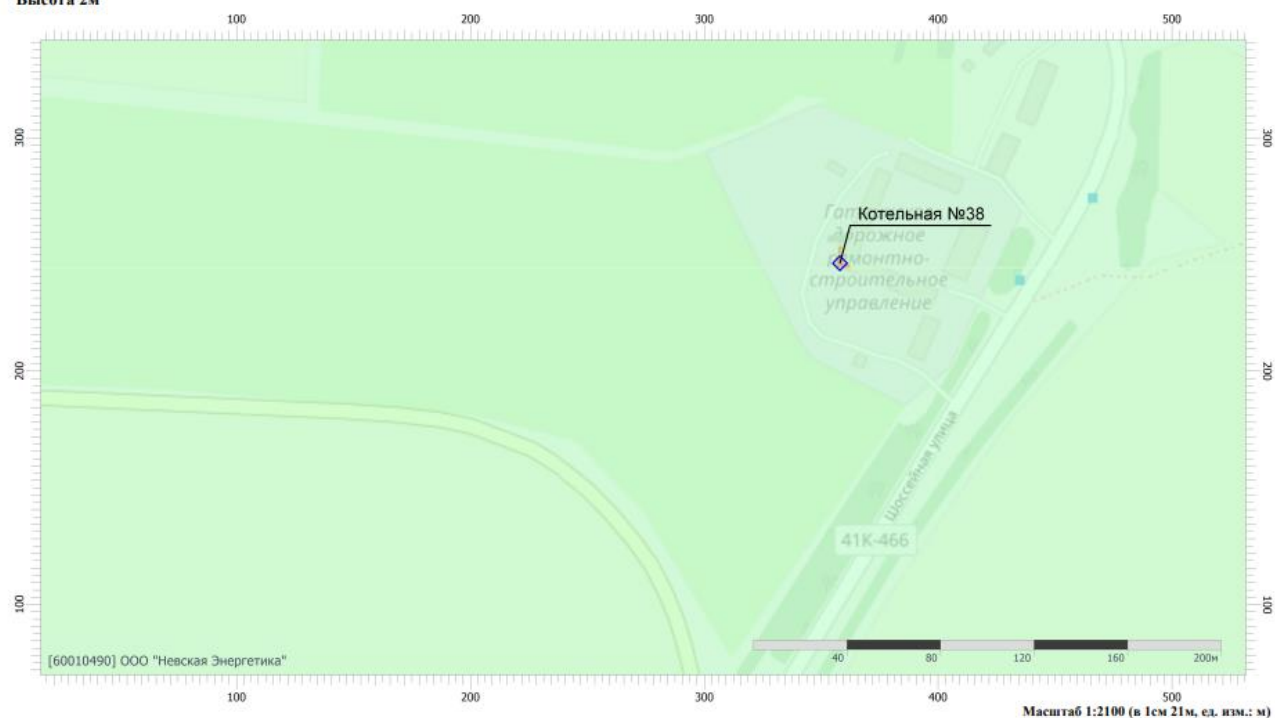 Высота 2м
100 200 300 400 500
300 300
Котельная №38
дорожное
ремонтно-
строительное
управление
200 200
Шоссейная улица
41К-466
100 100
[60010490] ООО "Невская Энергетика"
40 80 120 160 200м
100 200 300 400 500
Масштаб 1:2100 (в 1см 21м, ед. изм.: м)